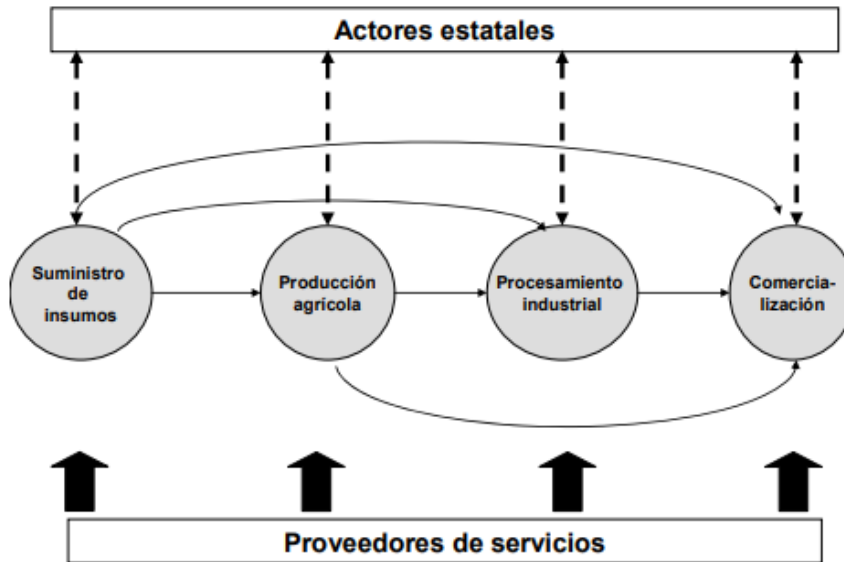 Actores estatales
Suministro
de
insumos
Producción
agrícola
Procesamiento
industrial
Comercia-
lización
Proveedores de servicios